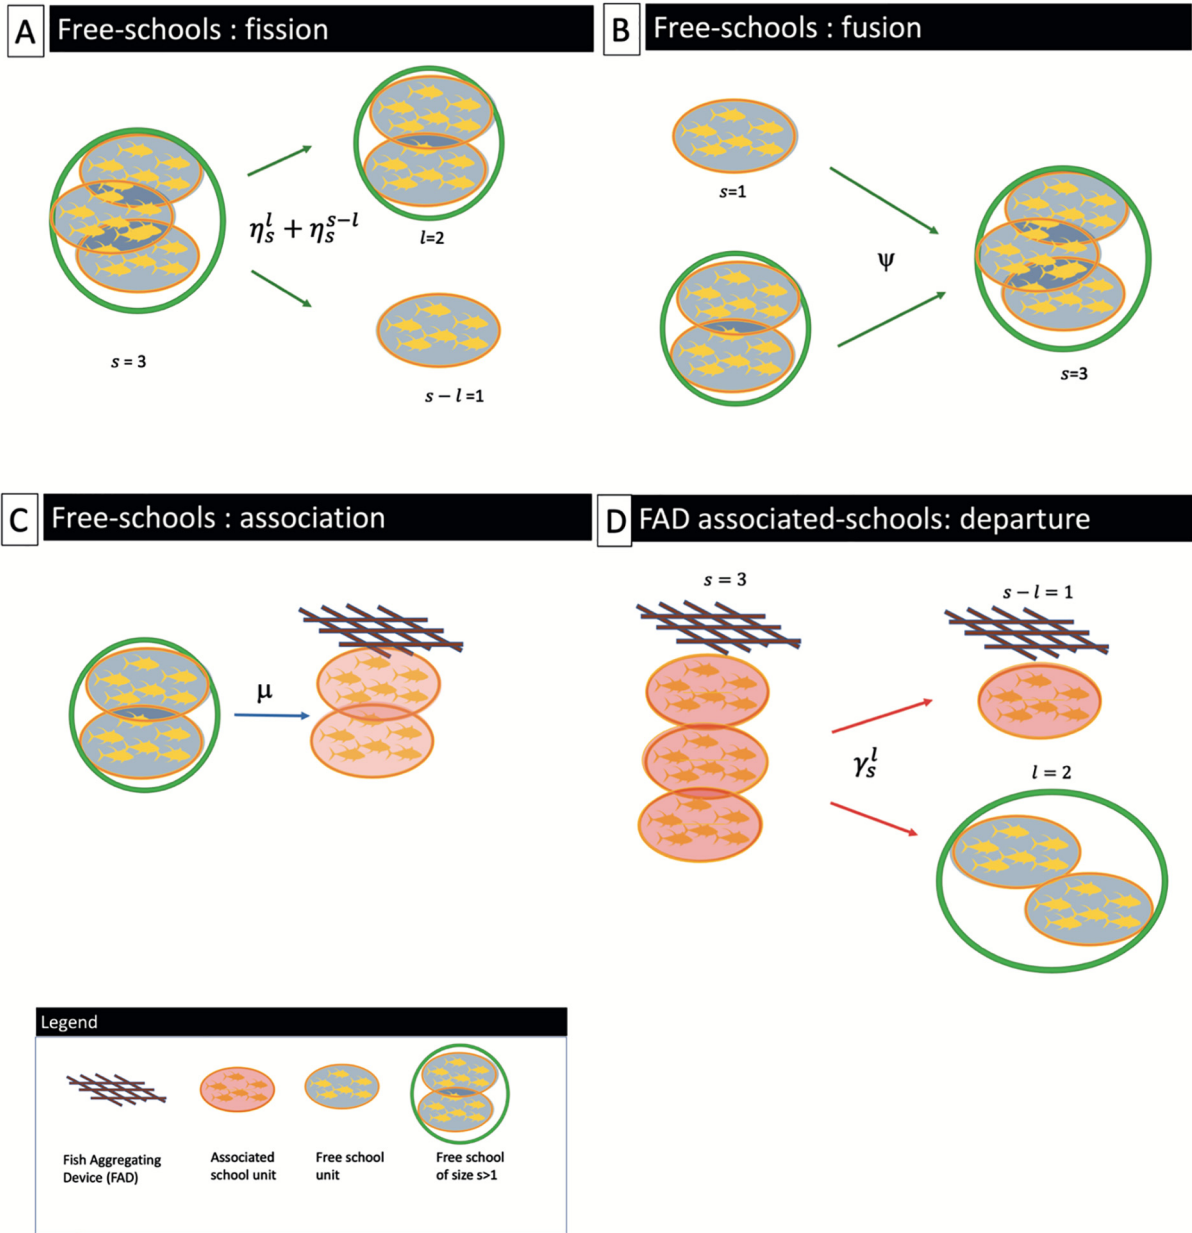 A
Free-schools : fission
η_s^l + η_s^{s−l}
l=2
s = 3
s − l =1
B
Free-schools : fusion
s=1
ψ
s=3
C
Free-schools : association
μ
D
FAD associated-schools: departure
s = 3
s − l = 1
γ_s^l
l = 2
Legend
Fish Aggregating
Device (FAD)
Associated
school unit
Free school
unit
Free school
of size s>1